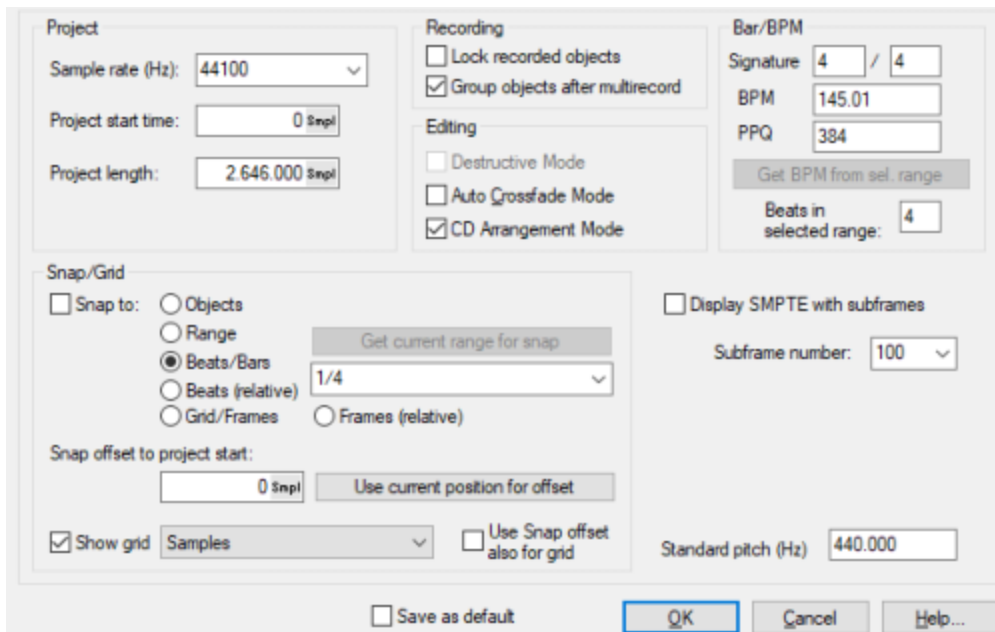 Project
Sample rate (Hz): 44100
Project start time: 0 Smpl
Project length: 2.646.000 Smpl
Recording
Lock recorded objects
Group objects after multirecord
Editing
Destructive Mode
Auto Crossfade Mode
CD Arrangement Mode
Bar/BPM
Signature 4 / 4
BPM 145.01
PPQ 384
Get BPM from sel. range
Beats in
selected range: 4
Snap/Grid
Snap to: Objects
Range
Get current range for snap
Beats/Bars
1/4
Beats (relative)
Grid/Frames Frames (relative)
Snap offset to project start:
0 Smpl Use current position for offset
Show grid Samples
Use Snap offset
also for grid
Display SMPTE with subframes
Subframe number: 100
Standard pitch (Hz) 440.000
Save as default OK Cancel Help...